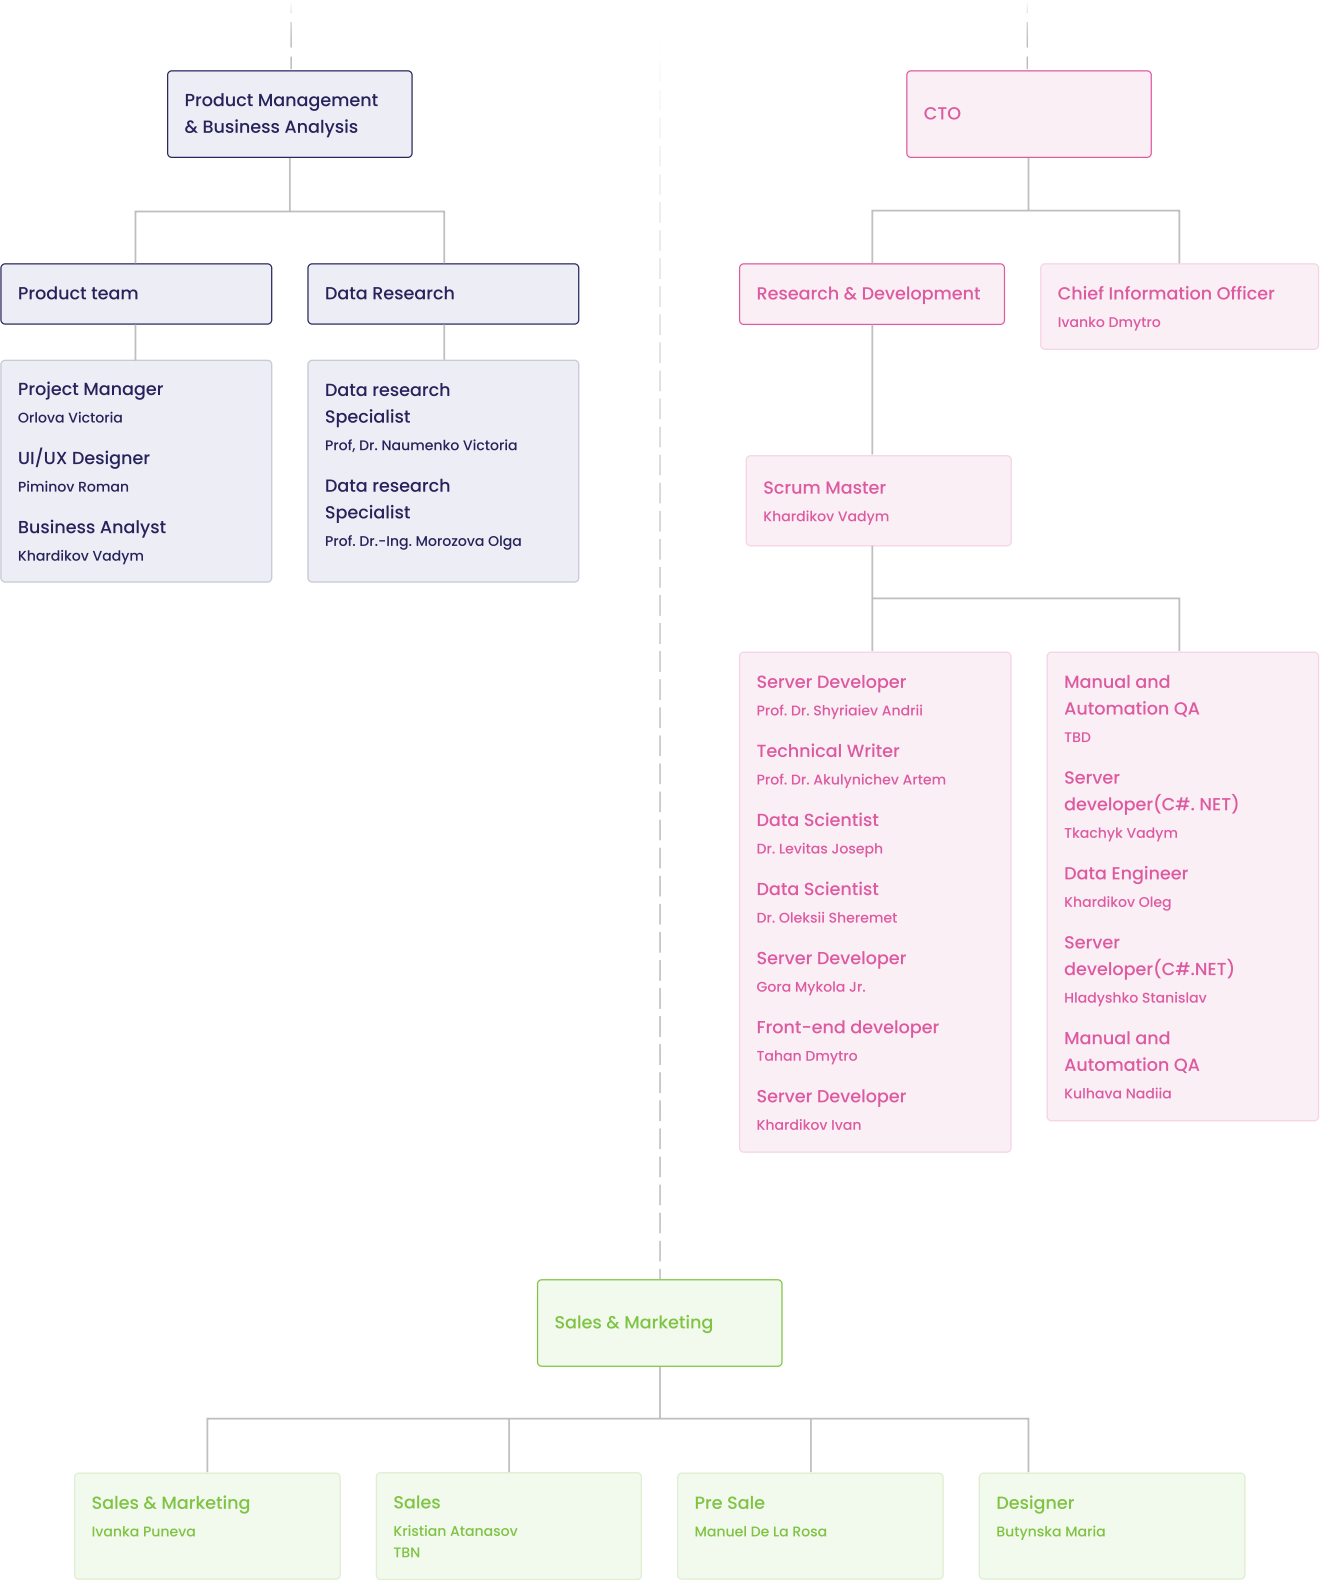 Product Management
& Business Analysis
CTO
Product team
Data Research
Research & Development
Chief Information Officer
Ivanko Dmytro
Project Manager
Orlova Victoria
UI/UX Designer
Piminov Roman
Business Analyst
Khardikov Vadym
Data research
Specialist
Prof, Dr. Naumenko Victoria
Data research
Specialist
Prof. Dr.-Ing. Morozova Olga
Scrum Master
Khardikov Vadym
Server Developer
Prof. Dr. Shyriaiev Andrii
Technical Writer
Prof. Dr. Akulynichev Artem
Data Scientist
Dr. Levitas Joseph
Data Scientist
Dr. Oleksii Sheremet
Server Developer
Gora Mykola Jr.
Front-end developer
Tahan Dmytro
Server Developer
Khardikov Ivan
Manual and
Automation QA
TBD
Server
developer(C#. NET)
Tkachyk Vadym
Data Engineer
Khardikov Oleg
Server
developer(C#.NET)
Hladyshko Stanislav
Manual and
Automation QA
Kulhava Nadiia
Sales & Marketing
Sales & Marketing
Ivanka Puneva
Sales
Kristian Atanasov
TBN
Pre Sale
Manuel De La Rosa
Designer
Butynska Maria